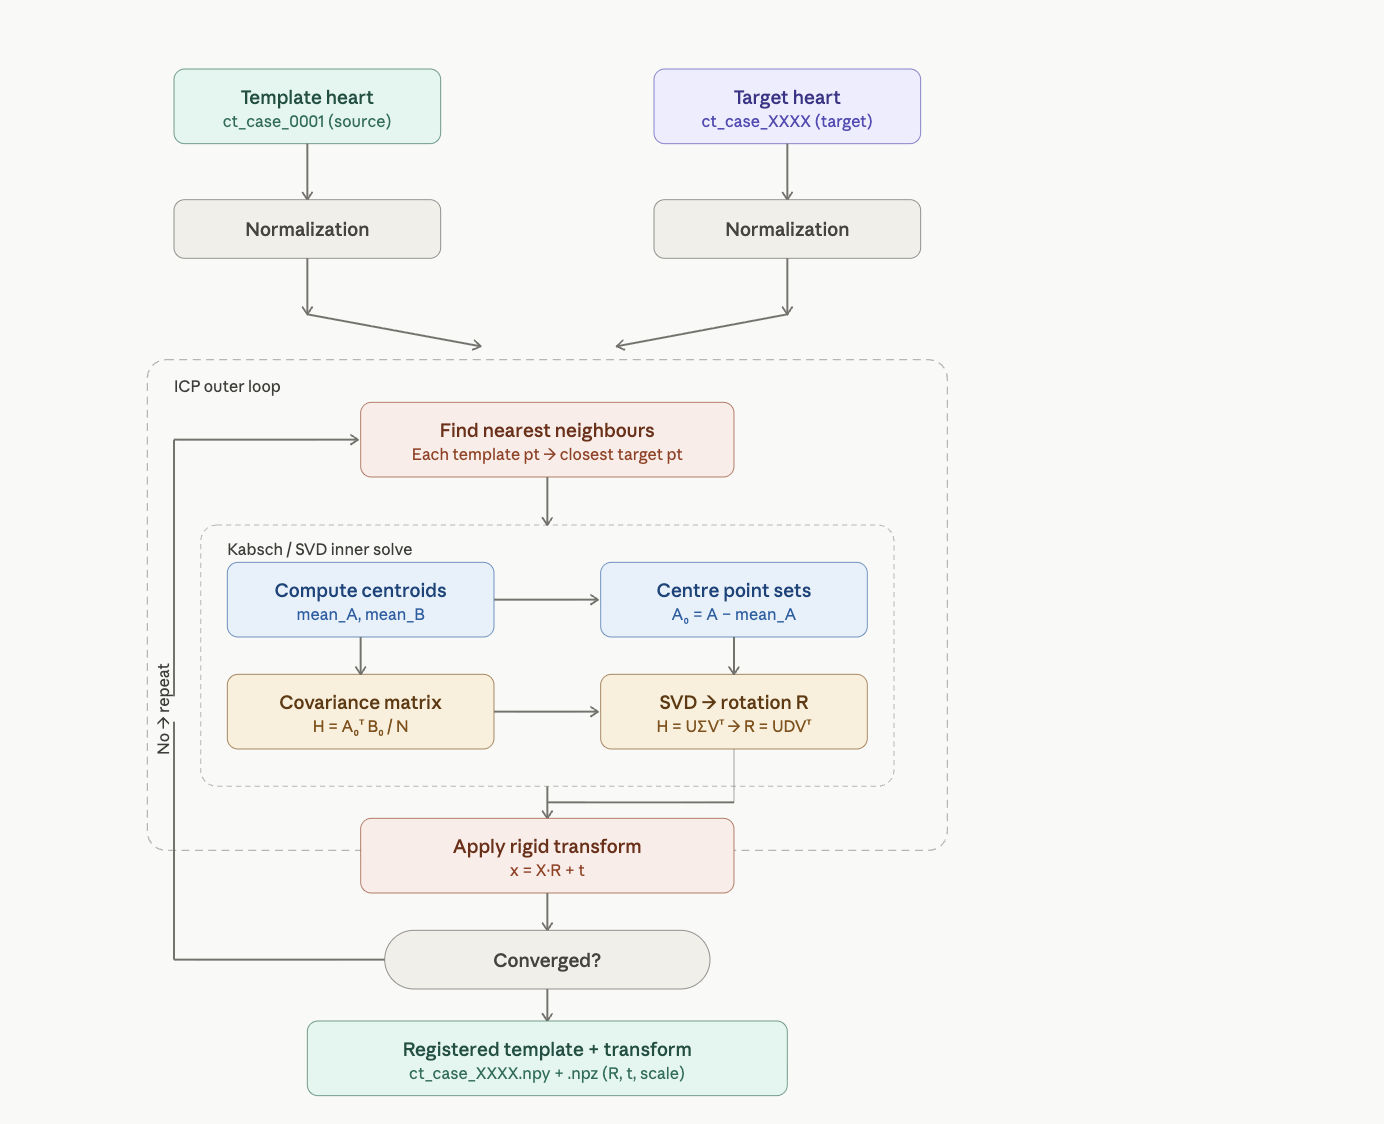 Template heart
ct_case_0001 (source)
Target heart
ct_case_XXXX (target)
Normalization
Normalization
ICP outer loop
Find nearest neighbours
Each template pt → closest target pt
Kabsch / SVD inner solve
Compute centroids
mean_A, mean_B
Centre point sets
A₀ = A − mean_A
Covariance matrix
H = A₀ᵀ B₀ / N
SVD → rotation R
H = UΣVᵀ → R = UDVᵀ
No → repeat
Apply rigid transform
x = X·R + t
Converged?
Registered template + transform
ct_case_XXXX.npy + .npz (R, t, scale)